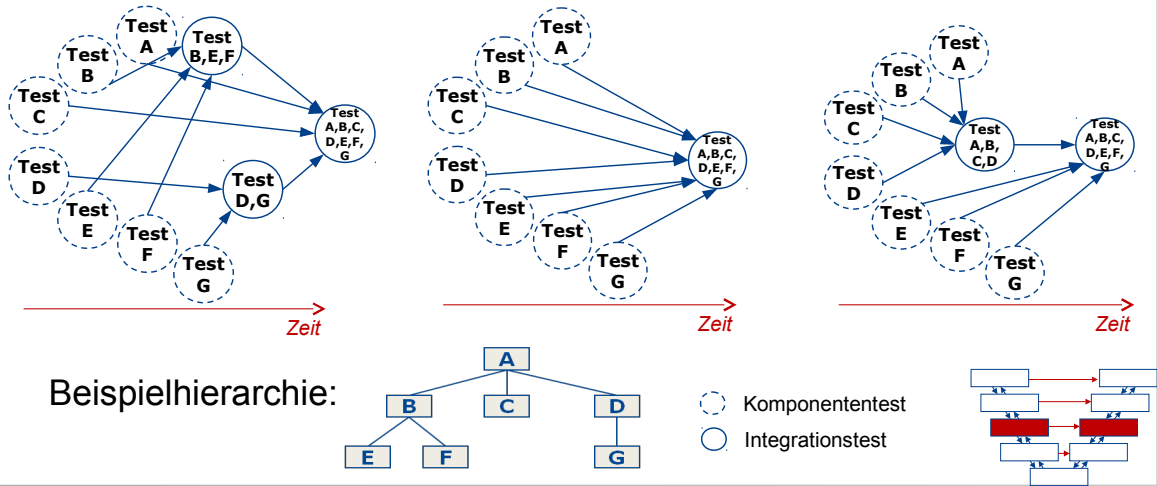 Test
A
Test
B
Test
C
Test
D
Test
E
Test
F
Test
G
Test
B,E,F
Test
D,G
Test
A,B,C,
D,E,F,
G
Zeit
Test
A
Test
B
Test
C
Test
D
Test
E
Test
F
Test
G
Test
A,B,C,
D,E,F,
G
Zeit
Test
A
Test
B
Test
C
Test
D
Test
E
Test
F
Test
G
Test
A,B,
C,D
Test
A,B,C,
D,E,F,
G
Zeit
Beispielhierarchie:
A
B C D
E F G
Komponententest
Integrationstest